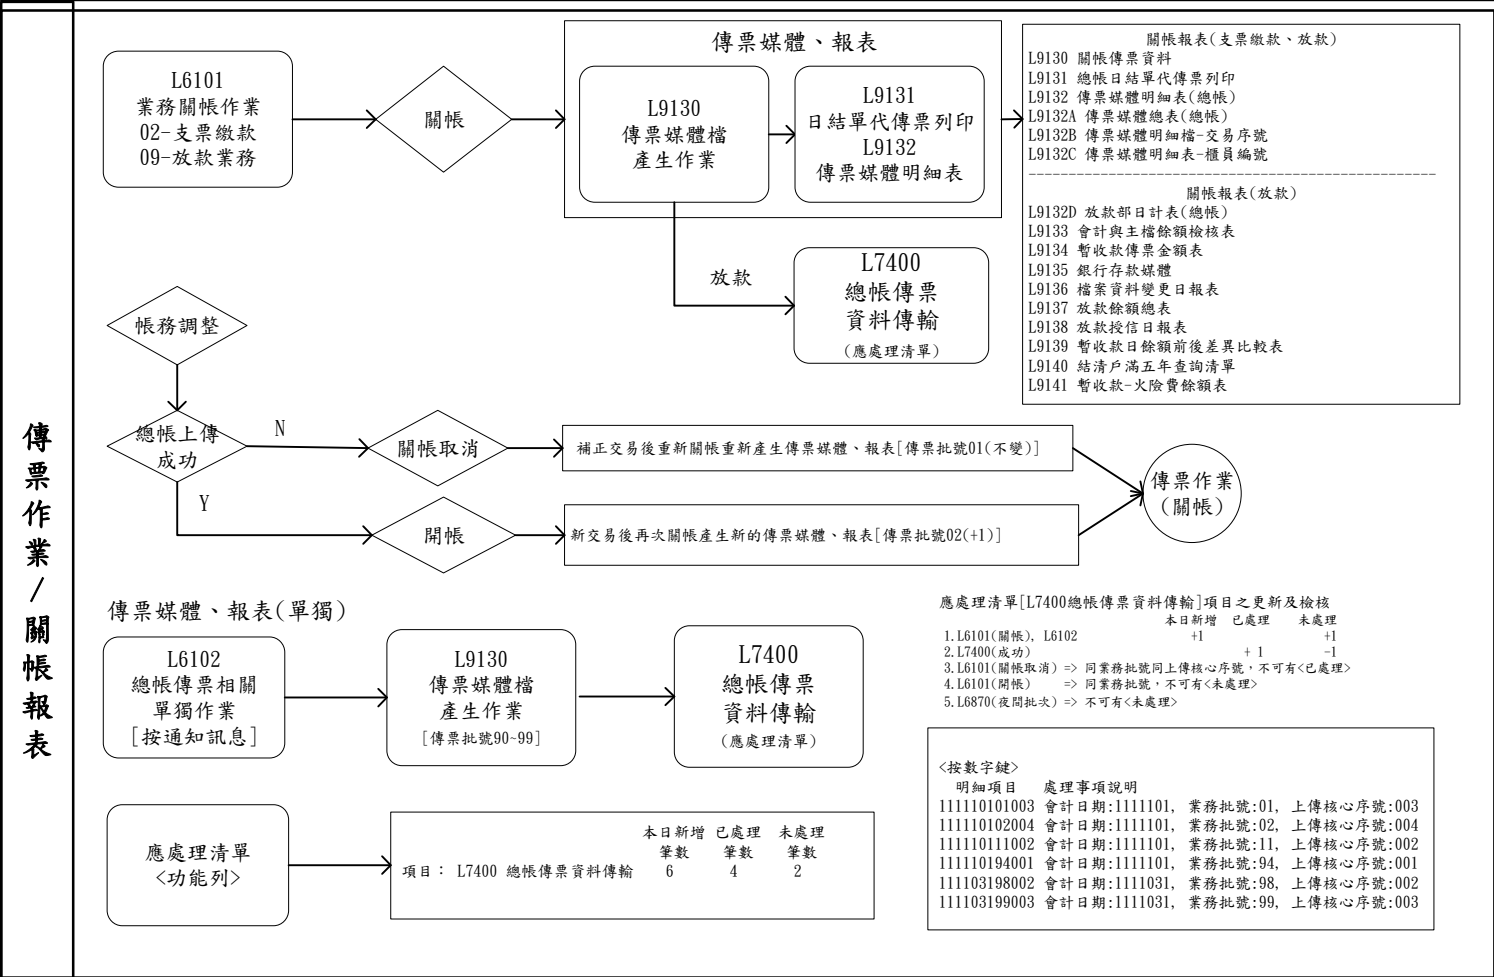 傳票作業/關帳報表
L6101
業務關帳作業
02-支票繳款
09-放款業務
關帳
傳票媒體、報表
L9130
傳票媒體檔
產生作業
L9131
日結單代傳票列印
L9132
傳票媒體明細表
放款
L7400
總帳傳票
資料傳輸
(應處理清單)
關帳報表(支票繳款、放款)
L9130 關帳傳票資料
L9131 總帳日結單代傳票列印
L9132 傳票媒體明細表(總帳)
L9132A 傳票媒體總表(總帳)
L9132B 傳票媒體明細檔-交易序號
L9132C 傳票媒體明細表-櫃員編號
關帳報表(放款)
L9132D 放款部日計表(總帳)
L9133 會計與主檔餘額檢核表
L9134 暫收款傳票金額表
L9135 銀行存款媒體
L9136 檔案資料變更日報表
L9137 放款餘額總表
L9138 放款授信日報表
L9139 暫收款日餘額前後差異比較表
L9140 結清戶滿五年查詢清單
L9141 暫收款-火險費餘額表
帳務調整
總帳上傳
成功
N
關帳取消
補正交易後重新關帳重新產生傳票媒體、報表[傳票批號01(不變)]
Y
開帳
新交易後再次關帳產生新的傳票媒體、報表[傳票批號02(+1)]
傳票作業
(關帳)
傳票媒體、報表(單獨)
L6102
總帳傳票相關
單獨作業
[按通知訊息]
L9130
傳票媒體檔
產生作業
[傳票批號90~99]
L7400
總帳傳票
資料傳輸
(應處理清單)
應處理清單[L7400總帳傳票資料傳輸]項目之更新及檢核
本日新增 已處理 未處理
1.L6101(關帳), L6102 +1 +1
2.L7400(成功) + 1 -1
3.L6101(關帳取消) => 同業務批號同上傳核心序號，不可有<已處理>
4.L6101(開帳) => 同業務批號，不可有<未處理>
5.L6870(夜間批次) => 不可有<未處理>
應處理清單
<功能列>
本日新增 已處理 未處理
筆數 筆數 筆數
項目： L7400 總帳傳票資料傳輸 6 4 2
<按數字鍵>
明細項目 處理事項說明
111110101003 會計日期:1111101, 業務批號:01, 上傳核心序號:003
111110102004 會計日期:1111101, 業務批號:02, 上傳核心序號:004
111110111002 會計日期:1111101, 業務批號:11, 上傳核心序號:002
111110194001 會計日期:1111101, 業務批號:94, 上傳核心序號:001
111103198002 會計日期:1111031, 業務批號:98, 上傳核心序號:002
111103199003 會計日期:1111031, 業務批號:99, 上傳核心序號:003